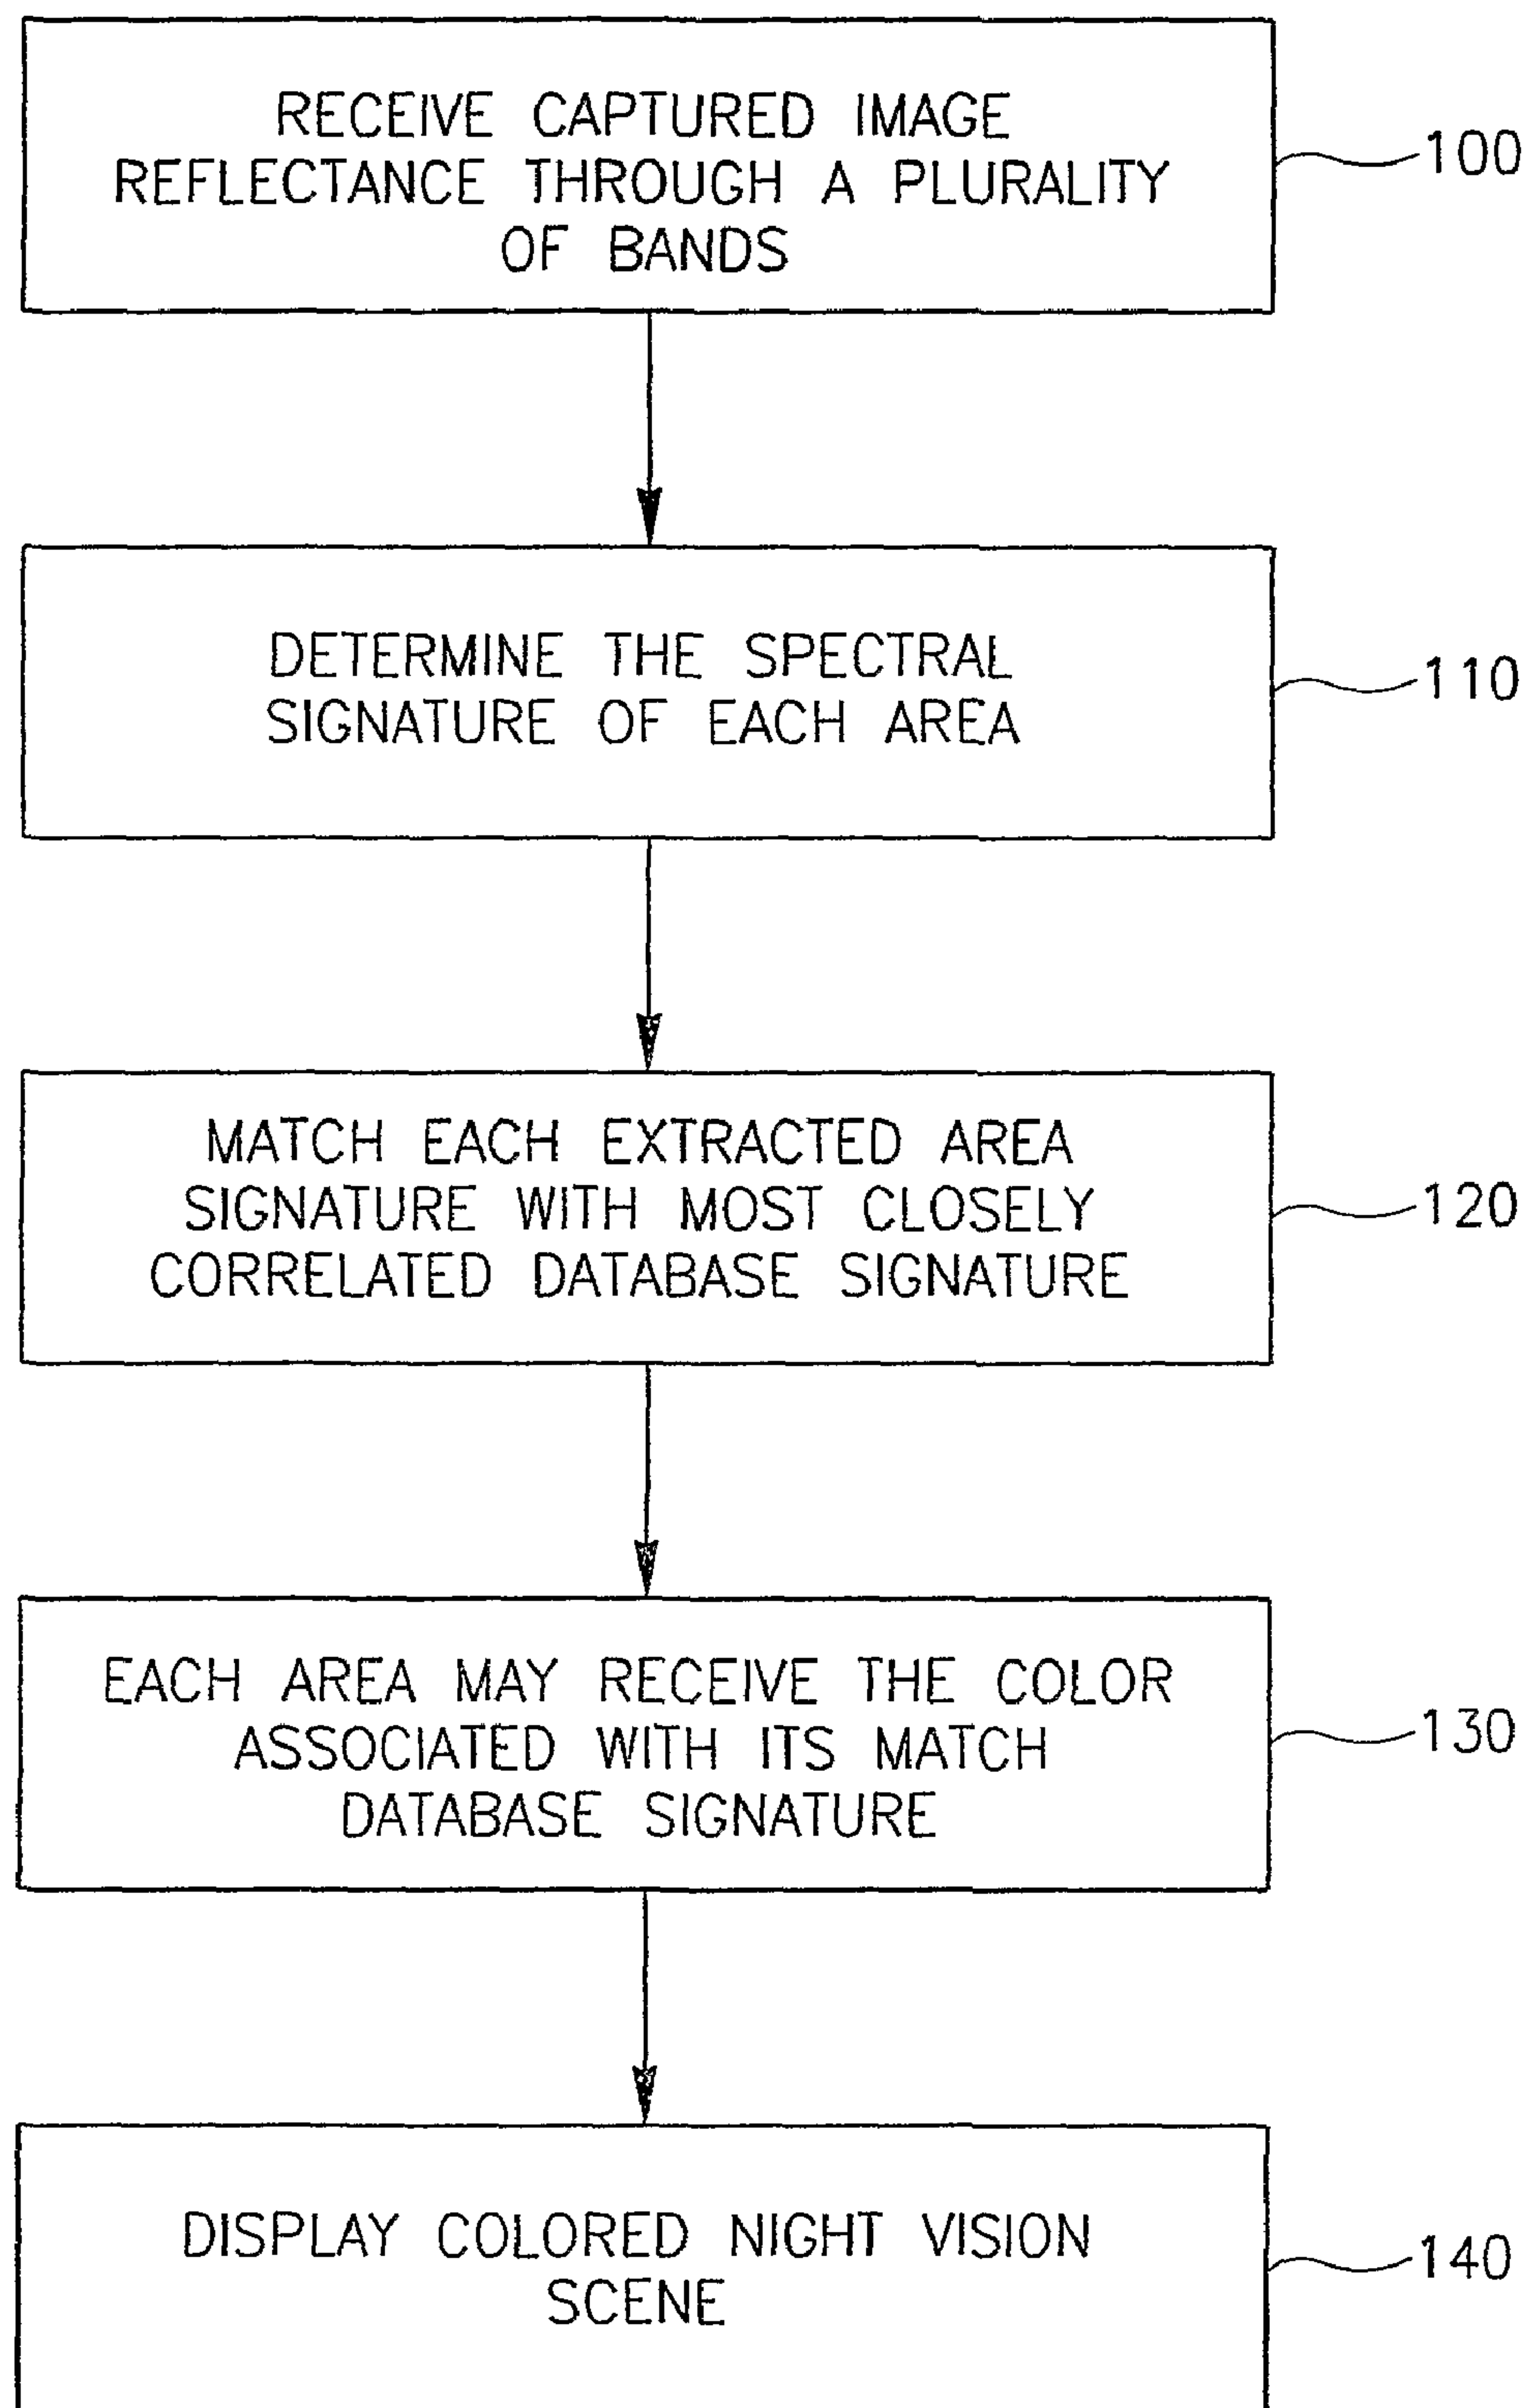 RECEIVE CAPTURED IMAGE
REFLECTANCE THROUGH A PLURALITY
OF BANDS
100
DETERMINE THE SPECTRAL
SIGNATURE OF EACH AREA
110
MATCH EACH EXTRACTED AREA
SIGNATURE WITH MOST CLOSELY
CORRELATED DATABASE SIGNATURE
120
EACH AREA MAY RECEIVE THE COLOR
ASSOCIATED WITH ITS MATCH
DATABASE SIGNATURE
130
DISPLAY COLORED NIGHT VISION
SCENE
140